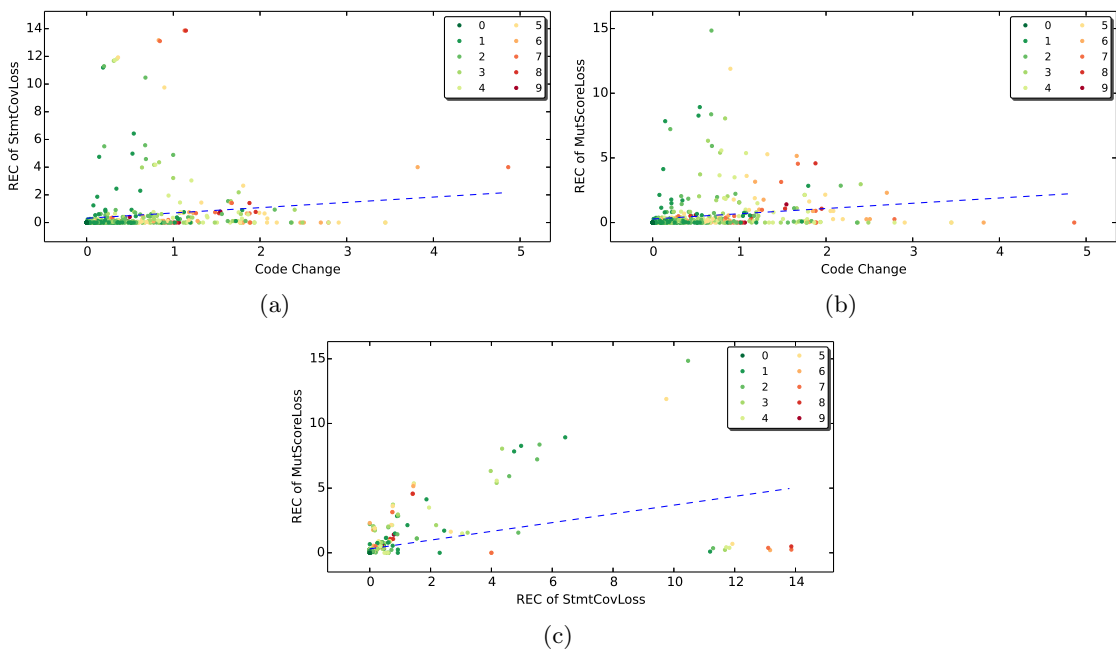 14
12
10
8
6
4
2
0
REC of StmtCovLoss
0 1 2 3 4 5
Code Change
0 5
1 6
2 7
3 8
4 9
(a)
15
10
5
0
REC of MutScoreLoss
0 1 2 3 4 5
Code Change
0 5
1 6
2 7
3 8
4 9
(b)
15
10
5
0
REC of MutScoreLoss
0 2 4 6 8 10 12 14
REC of StmtCovLoss
0 5
1 6
2 7
3 8
4 9
(c)